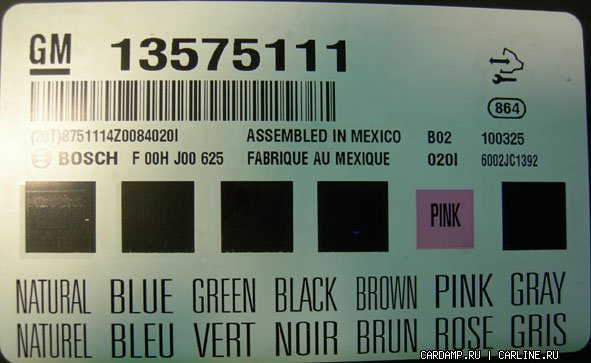 GM 13575111
864
(20T)8751114Z0084020I ASSEMBLED IN MEXICO B02 100325
BOSCH F 00H J00 625 FABRIQUE AU MEXIQUE 020I 6002JC1392
PINK
NATURAL BLUE GREEN BLACK BROWN PINK GRAY
NATUREL BLEU VERT NOIR BRUN ROSE GRIS
CARDAMP.RU | CARLINE.RU